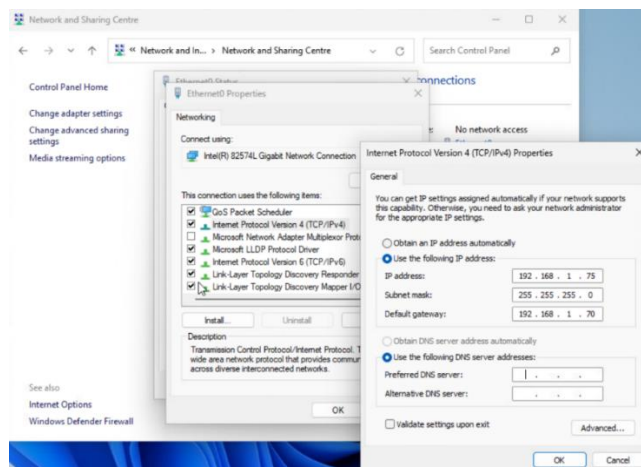 Network and Sharing Centre
« Network and In... > Network and Sharing Centre
Search Control Panel
Control Panel Home
Change adapter settings
Change advanced sharing
settings
Media streaming options
See also
Internet Options
Windows Defender Firewall
Ethernet0 Status
onnections
No network access
Ethernet0 Properties
Networking
Connect using:
Intel(R) 82574L Gigabit Network Connection
This connection uses the following items:
QoS Packet Scheduler
Internet Protocol Version 4 (TCP/IPv4)
Microsoft Network Adapter Multiplexor Proto
Microsoft LLDP Protocol Driver
Internet Protocol Version 6 (TCP/IPv6)
Link-Layer Topology Discovery Responder
Link-Layer Topology Discovery Mapper I/O
Install...
Uninstall
Description
Transmission Control Protocol/Internet Protocol. T
wide area network protocol that provides commun
across diverse interconnected networks.
OK
Internet Protocol Version 4 (TCP/IPv4) Properties
General
You can get IP settings assigned automatically if your network supports
this capability. Otherwise, you need to ask your network administrator
for the appropriate IP settings.
Obtain an IP address automatically
Use the following IP address:
IP address: 192 . 168 . 1 . 75
Subnet mask: 255 . 255 . 255 . 0
Default gateway: 192 . 168 . 1 . 70
Obtain DNS server address automatically
Use the following DNS server addresses:
Preferred DNS server: . . .
Alternative DNS server: . . .
Validate settings upon exit
Advanced...
OK
Cancel